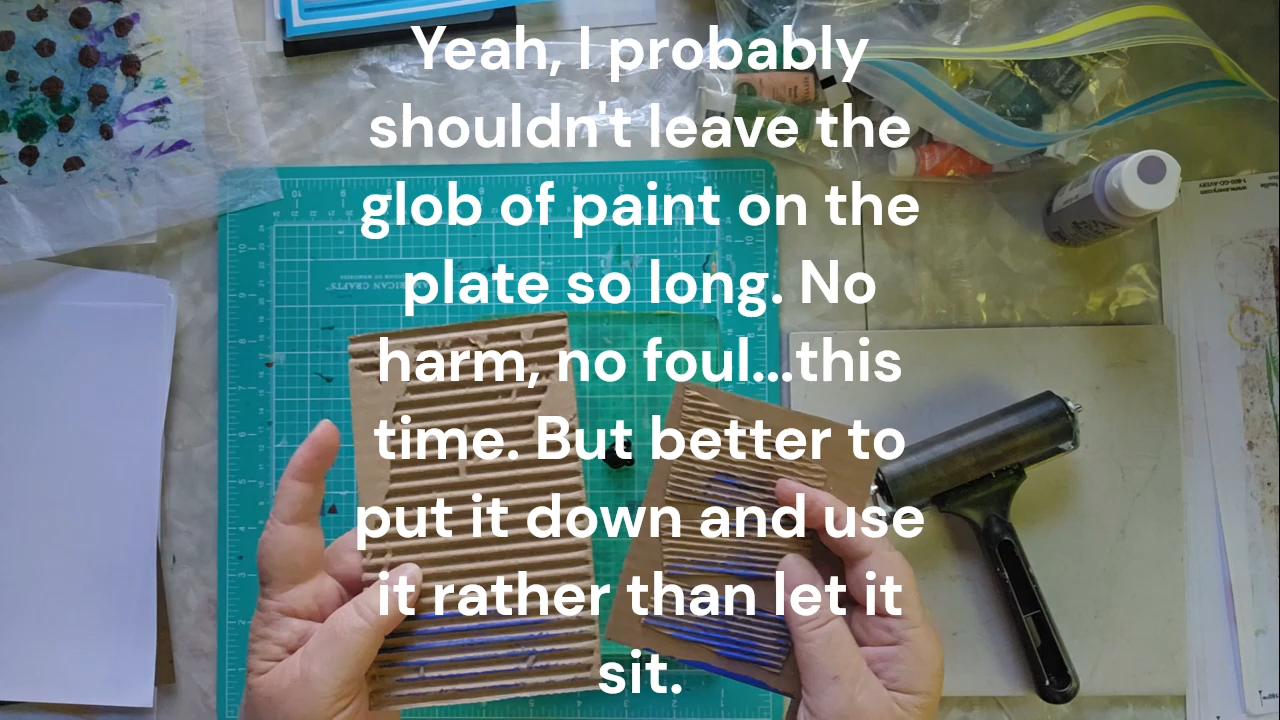 Yeah, I probably
shouldn't leave the
glob of paint on the
plate so long. No
harm, no foul...this
time. But better to
put it down and use
it rather than let it
sit.